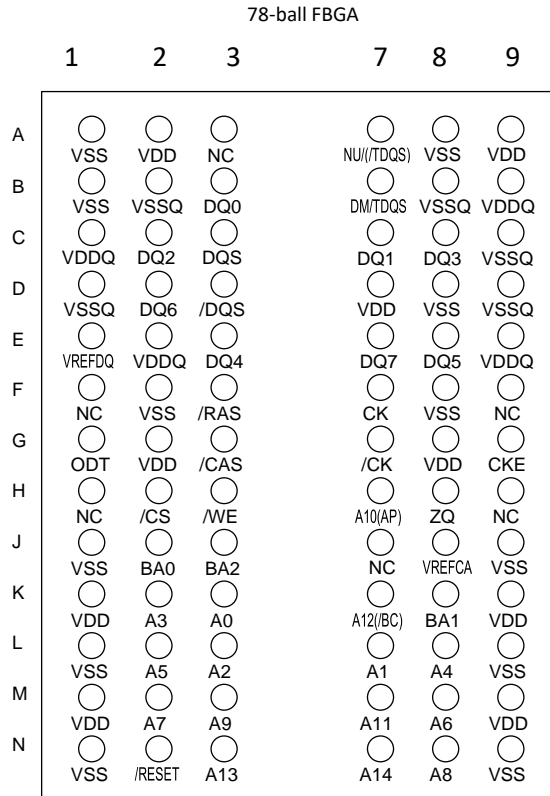 78-ball FBGA
1 2 3 7 8 9
A
VSS VDD NC NU/(/TDQS) VSS VDD
B
VSS VSSQ DQ0 DM/TDQS VSSQ VDDQ
C
VDDQ DQ2 DQS DQ1 DQ3 VSSQ
D
VSSQ DQ6 /DQS VDD VSS VSSQ
E
VREFDQ VDDQ DQ4 DQ7 DQ5 VDDQ
F
NC VSS /RAS CK VSS NC
G
ODT VDD /CAS /CK VDD CKE
H
NC /CS /WE A10(AP) ZQ NC
J
VSS BA0 BA2 NC VREFCA VSS
K
VDD A3 A0 A12(/BC) BA1 VDD
L
VSS A5 A2 A1 A4 VSS
M
VDD A7 A9 A11 A6 VDD
N
VSS /RESET A13 A14 A8 VSS